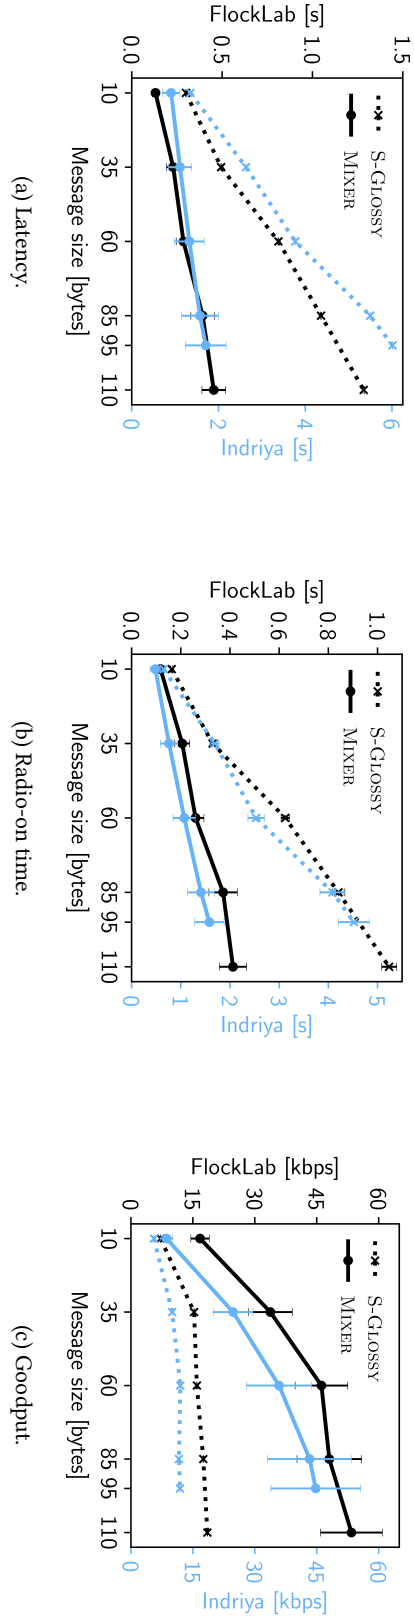 FlockLab [s]
0.0 0.5 1.0 1.5
S-GLOSSY
MIXER
10 35 60 85 95 110
Message size [bytes]
0 2 4 6
Indriya [s]
(a) Latency.
FlockLab [s]
0.0 0.2 0.4 0.6 0.8 1.0
S-GLOSSY
MIXER
10 35 60 85 95 110
Message size [bytes]
0 1 2 3 4 5
Indriya [s]
(b) Radio-on time.
FlockLab [kbps]
0 15 30 45 60
S-GLOSSY
MIXER
10 35 60 85 95 110
Message size [bytes]
0 15 30 45 60
Indriya [kbps]
(c) Goodput.